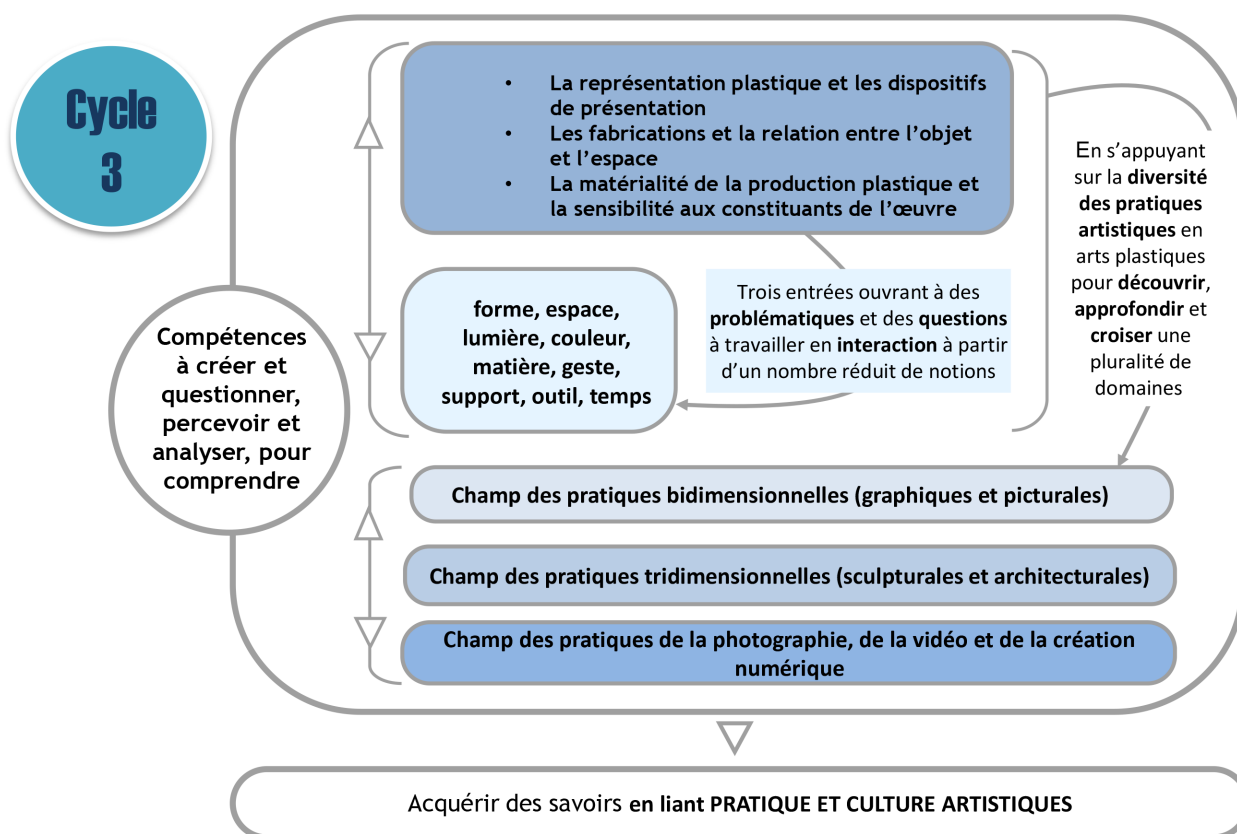 Cycle
3
• La représentation plastique et les dispositifs
de présentation
• Les fabrications et la relation entre l’objet
et l’espace
• La matérialité de la production plastique et
la sensibilité aux constituants de l’œuvre
En s’appuyant
sur la diversité
des pratiques
artistiques en
arts plastiques
pour découvrir,
approfondir et
croiser une
pluralité de
domaines
forme, espace,
lumière, couleur,
matière, geste,
support, outil, temps
Trois entrées ouvrant à des
problématiques et des questions
à travailler en interaction à partir
d’un nombre réduit de notions
Compétences
à créer et
questionner,
percevoir et
analyser, pour
comprendre
Champ des pratiques bidimensionnelles (graphiques et picturales)
Champ des pratiques tridimensionnelles (sculpturales et architecturales)
Champ des pratiques de la photographie, de la vidéo et de la création
numérique
Acquérir des savoirs en liant PRATIQUE ET CULTURE ARTISTIQUES